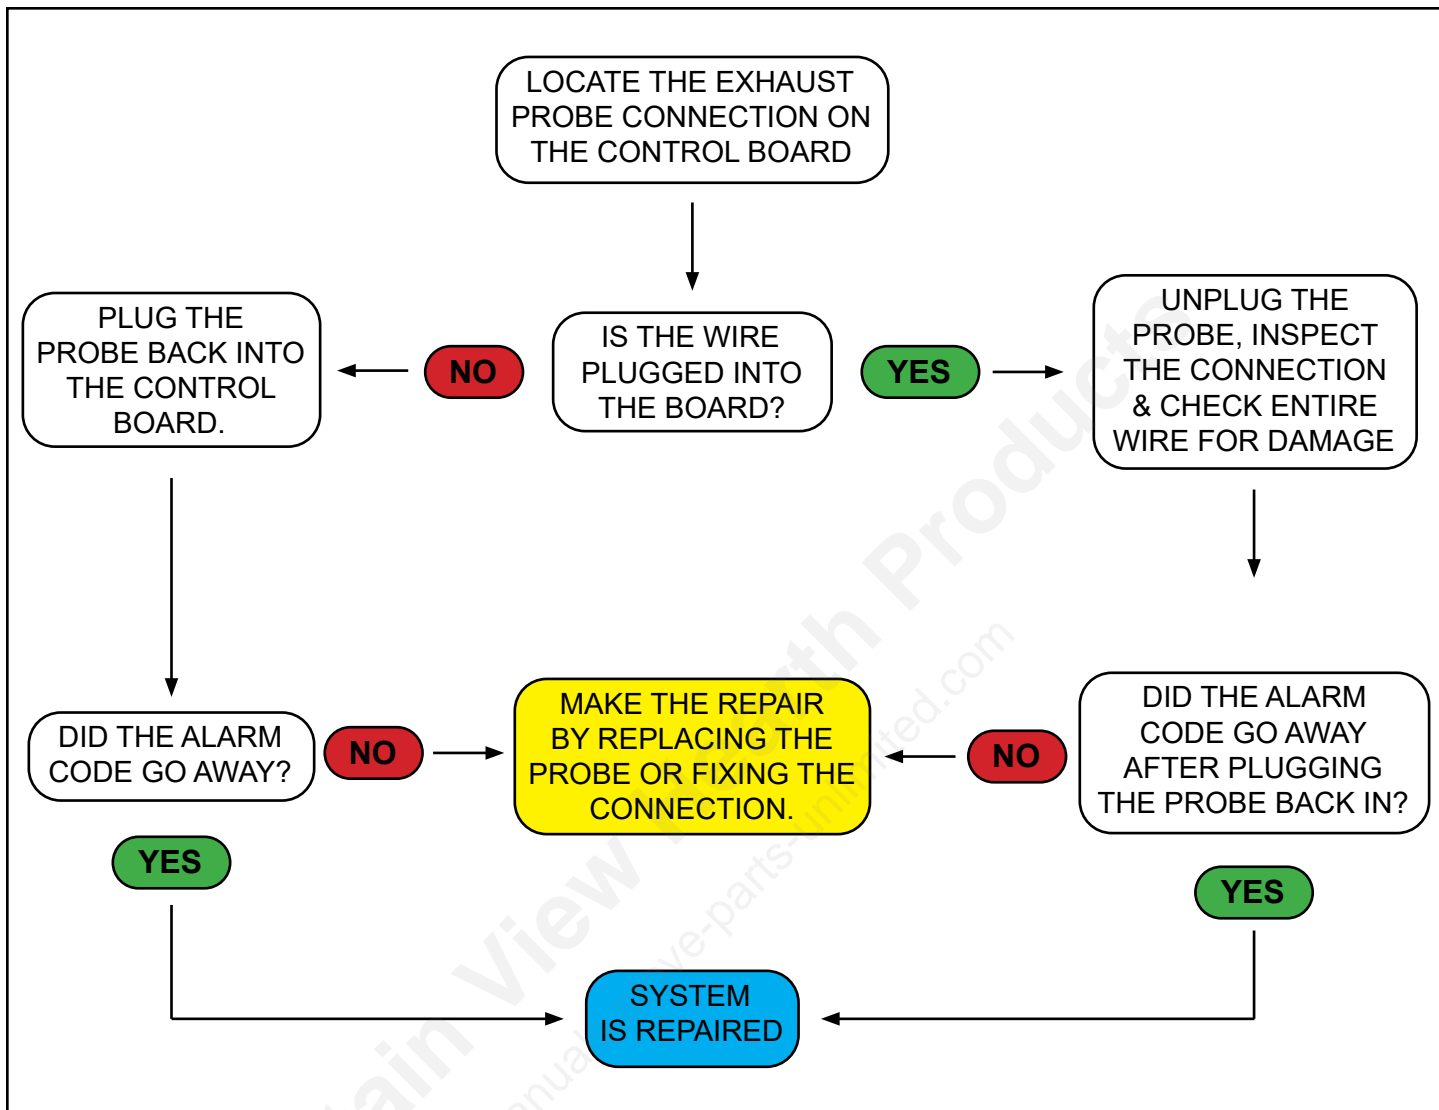 LOCATE THE EXHAUST
PROBE CONNECTION ON
THE CONTROL BOARD
PLUG THE
PROBE BACK INTO
THE CONTROL
BOARD.
NO
IS THE WIRE
PLUGGED INTO
THE BOARD?
YES
UNPLUG THE
PROBE, INSPECT
THE CONNECTION
& CHECK ENTIRE
WIRE FOR DAMAGE
DID THE ALARM
CODE GO AWAY?
NO
MAKE THE REPAIR
BY REPLACING THE
PROBE OR FIXING THE
CONNECTION.
NO
DID THE ALARM
CODE GO AWAY
AFTER PLUGGING
THE PROBE BACK IN?
YES
YES
SYSTEM
IS REPAIRED
View Hearth Products